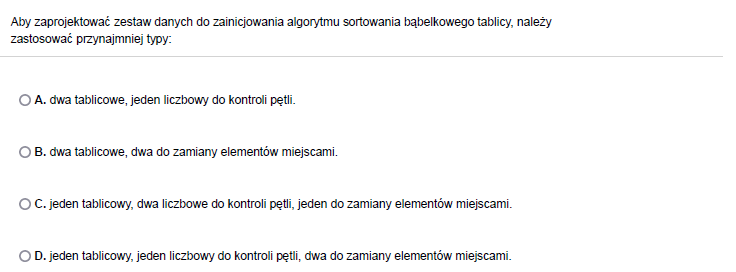 Aby zaprojektować zestaw danych do zainicjowania algorytmu sortowania bąbelkowego tablicy, należy
zastosować przynajmniej typy:
A. dwa tablicowe, jeden liczbowy do kontroli pętli.
B. dwa tablicowe, dwa do zamiany elementów miejscami.
C. jeden tablicowy, dwa liczbowe do kontroli pętli, jeden do zamiany elementów miejscami.
D. jeden tablicowy, jeden liczbowy do kontroli pętli, dwa do zamiany elementów miejscami.